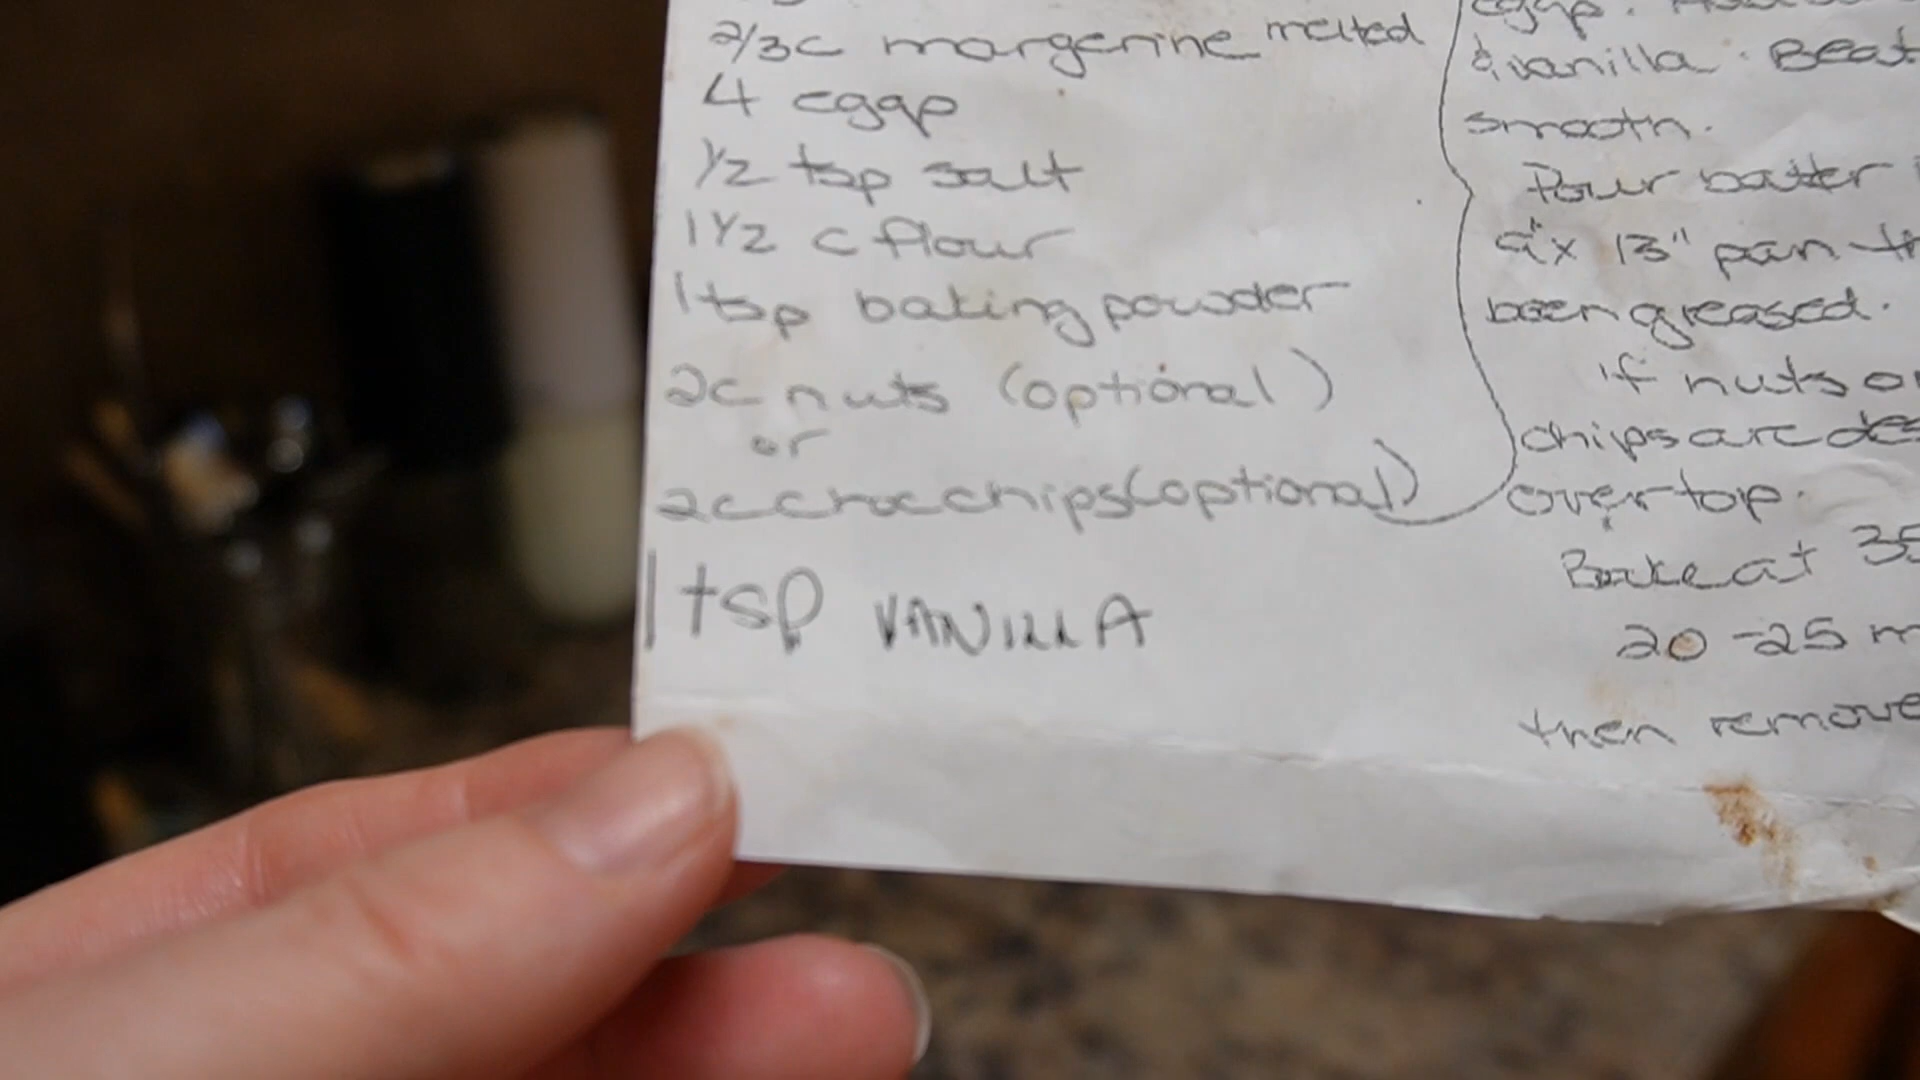 2/3c margerine melted
4 eggs
1/2 tsp salt
1 1/2 c flour
1 tsp baking powder
2c nuts (optional)
or
2c choc chips (optional)
1 tsp VANILLA
eggs.
& vanilla. Beat
smooth.
Pour batter
9"x 13" pan
been greased.
if nuts
chips are
over top.
Bake at
20-25
then remove